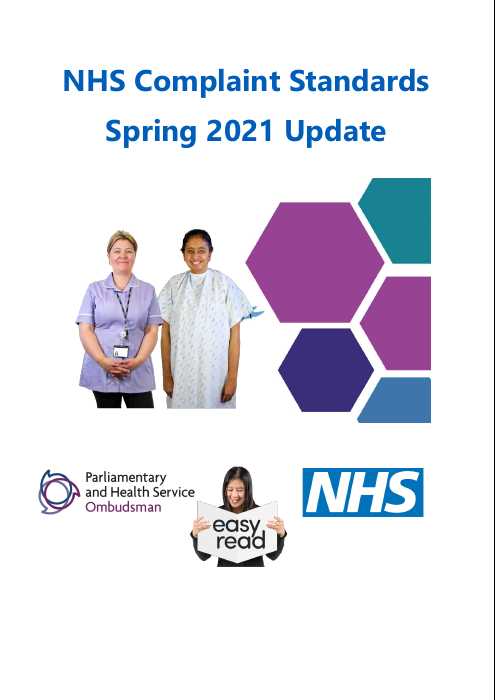 NHS Complaint Standards
Spring 2021 Update
Parliamentary
and Health Service
Ombudsman
easy
read
NHS